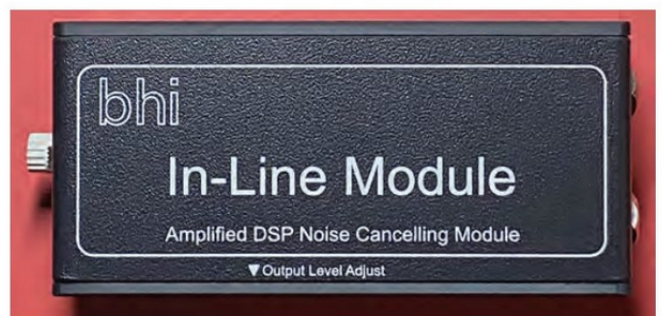 bhi
In-Line Module
Amplified DSP Noise Cancelling Module
▼ Output Level Adjust